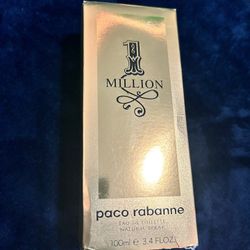 1
MILLION
paco rabanne
EAU DE TOILETTE
NATURAL SPRAY
100ml e 3.4 FL.OZ.